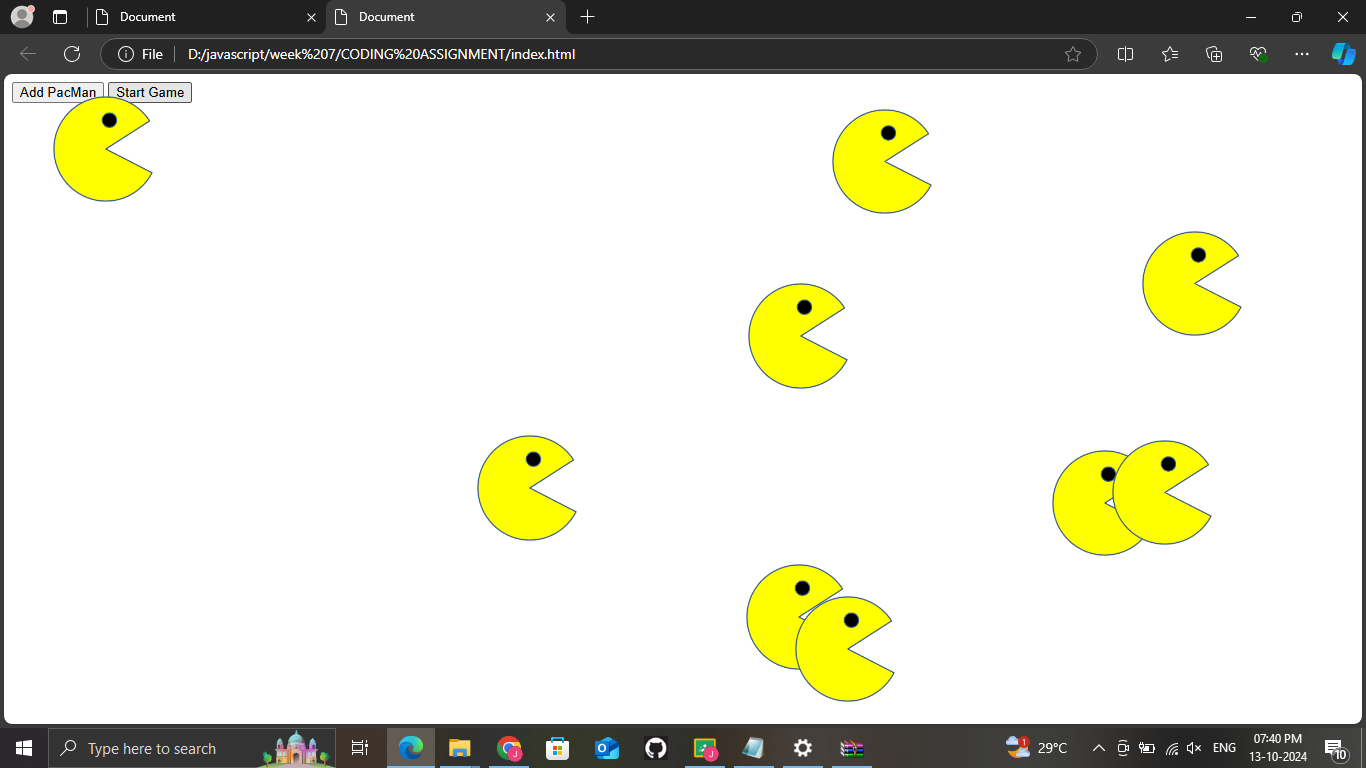 Document
Document
File
D:/javascript/week%207/CODING%20ASSIGNMENT/index.html
Add PacMan
Start Game
Type here to search
J
J
1
29°C
ENG
07:40 PM
13-10-2024
10